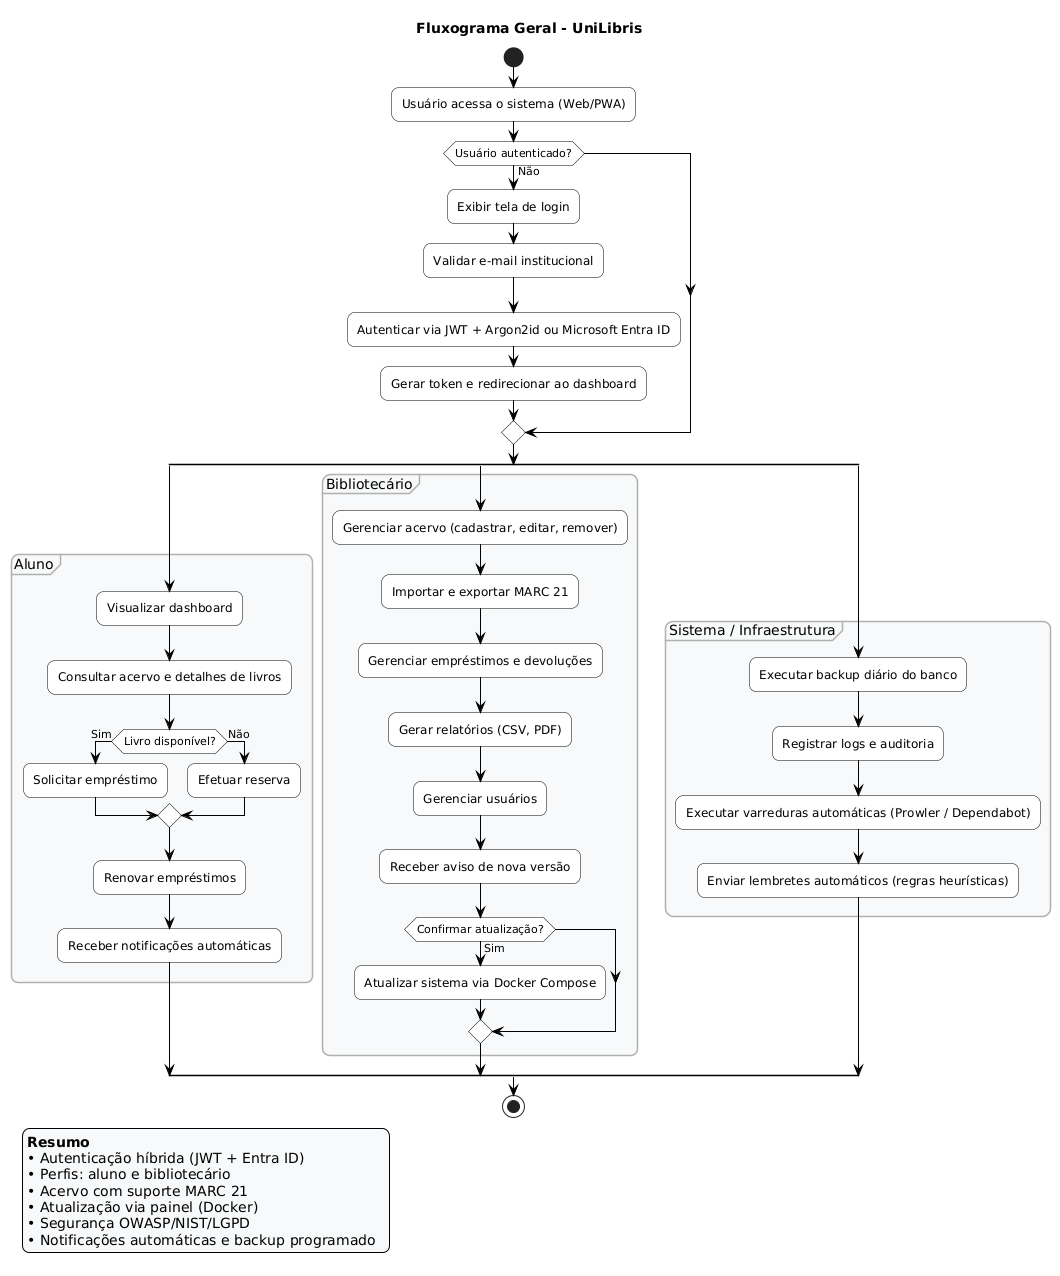 Fluxograma Geral - UniLibris
Usuário acessa o sistema (Web/PWA)
Usuário autenticado?
Não
Exibir tela de login
Validar e-mail institucional
Autenticar via JWT + Argon2id ou Microsoft Entra ID
Gerar token e redirecionar ao dashboard
Aluno
Visualizar dashboard
Consultar acervo e detalhes de livros
Livro disponível?
Sim
Não
Solicitar empréstimo
Efetuar reserva
Renovar empréstimos
Receber notificações automáticas
Bibliotecário
Gerenciar acervo (cadastrar, editar, remover)
Importar e exportar MARC 21
Gerenciar empréstimos e devoluções
Gerar relatórios (CSV, PDF)
Gerenciar usuários
Receber aviso de nova versão
Confirmar atualização?
Sim
Atualizar sistema via Docker Compose
Sistema / Infraestrutura
Executar backup diário do banco
Registrar logs e auditoria
Executar varreduras automáticas (Prowler / Dependabot)
Enviar lembretes automáticos (regras heurísticas)
Resumo
• Autenticação híbrida (JWT + Entra ID)
• Perfis: aluno e bibliotecário
• Acervo com suporte MARC 21
• Atualização via painel (Docker)
• Segurança OWASP/NIST/LGPD
• Notificações automáticas e backup programado